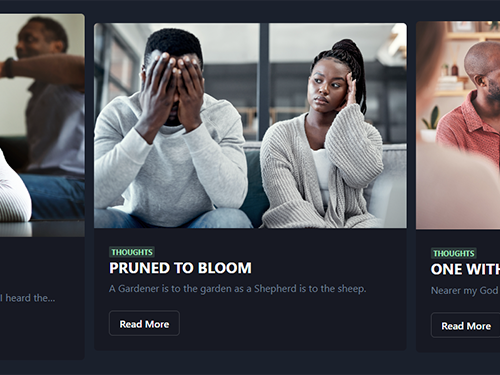 I heard the...
THOUGHTS
PRUNED TO BLOOM
A Gardener is to the garden as a Shepherd is to the sheep.
Read More
THOUGHTS
ONE WITH
Nearer my God
Read More